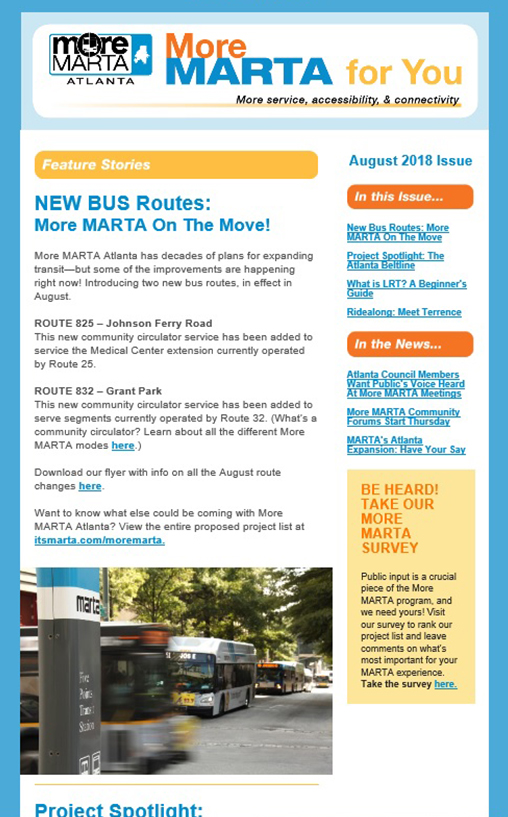 more
MARTA
ATLANTA
More
MARTA for You
More service, accessibility, & connectivity
Feature Stories
NEW BUS Routes:
More MARTA On The Move!
More MARTA Atlanta has decades of plans for expanding
transit—but some of the improvements are happening
right now! Introducing two new bus routes, in effect in
August.
ROUTE 825 – Johnson Ferry Road
This new community circulator service has been added to
service the Medical Center extension currently operated
by Route 25.
ROUTE 832 – Grant Park
This new community circulator service has been added to
serve segments currently operated by Route 32. (What's a
community circulator? Learn about all the different More
MARTA modes here.)
Download our flyer with info on all the August route
changes here.
Want to know what else could be coming with More
MARTA Atlanta? View the entire proposed project list at
itsmarta.com/moremarta.
marta
Five
Points
Transit
Station
Project Spotlight:
August 2018 Issue
In this Issue...
New Bus Routes: More
MARTA On The Move
Project Spotlight: The
Atlanta Beltline
What is LRT? A Beginner's
Guide
Ridealong: Meet Terrence
In the News...
Atlanta Council Members
Want Public's Voice Heard
At More MARTA Meetings
More MARTA Community
Forums Start Thursday
MARTA's Atlanta
Expansion: Have Your Say
BE HEARD!
TAKE OUR
MORE
MARTA
SURVEY
Public input is a crucial
piece of the More
MARTA program, and
we need yours! Visit
our survey to rank our
project list and leave
comments on what's
most important for your
MARTA experience.
Take the survey here.